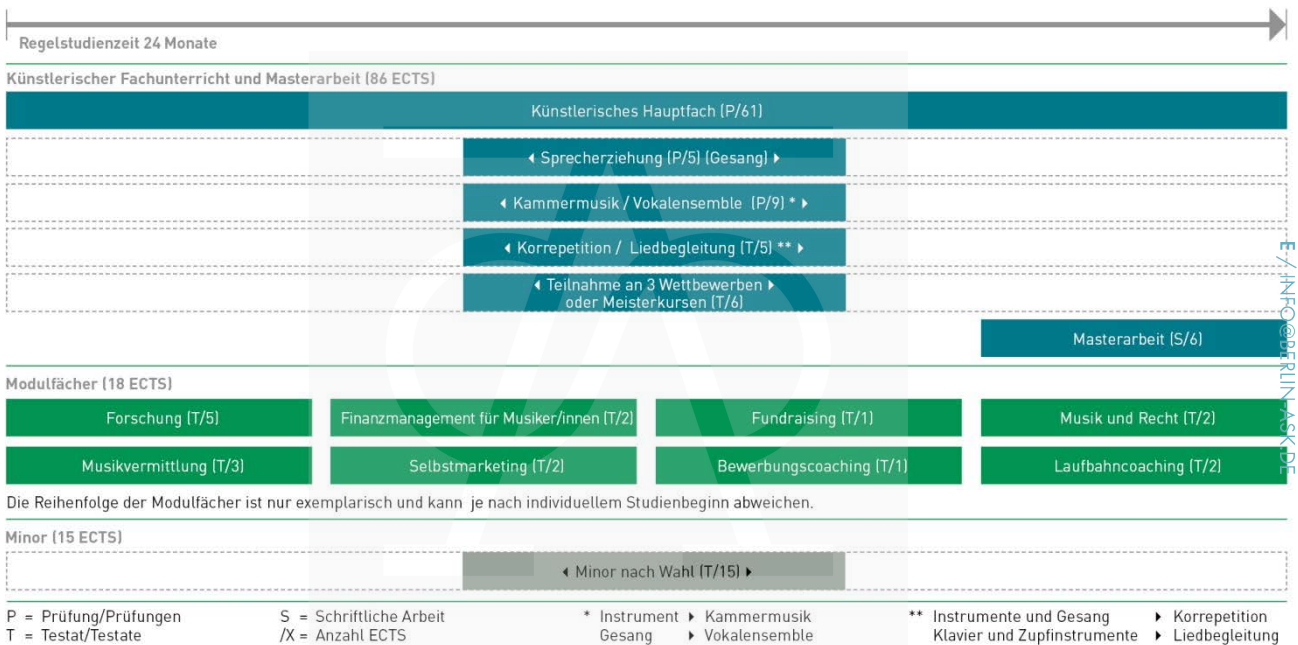 Regelstudienzeit 24 Monate
Künstlerischer Fachunterricht und Masterarbeit (86 ECTS)
Künstlerisches Hauptfach (P/61)
Sprecherziehung (P/5) (Gesang)
Kammermusik / Vokalensemble (P/9) *
Korrepetition / Liedbegleitung (T/5) **
Teilnahme an 3 Wettbewerben
oder Meisterkursen (T/6)
Masterarbeit (S/6)
Modulfächer (18 ECTS)
Forschung (T/5) Finanzmanagement für Musiker/innen (T/2) Fundraising (T/1) Musik und Recht (T/2)
Musikvermittlung (T/3) Selbstmarketing (T/2) Bewerbungscoaching (T/1) Laufbahncoaching (T/2)
Die Reihenfolge der Modulfächer ist nur exemplarisch und kann je nach individuellem Studienbeginn abweichen.
Minor (15 ECTS)
Minor nach Wahl (T/15)
P = Prüfung/Prüfungen S = Schriftliche Arbeit * Instrument Kammermusik ** Instrumente und Gesang Korrepetition
T = Testat/Testate /X = Anzahl ECTS Gesang Vokalensemble Klavier und Zupfinstrumente Liedbegleitung
E / INFO@BERLIN-ASK.DE